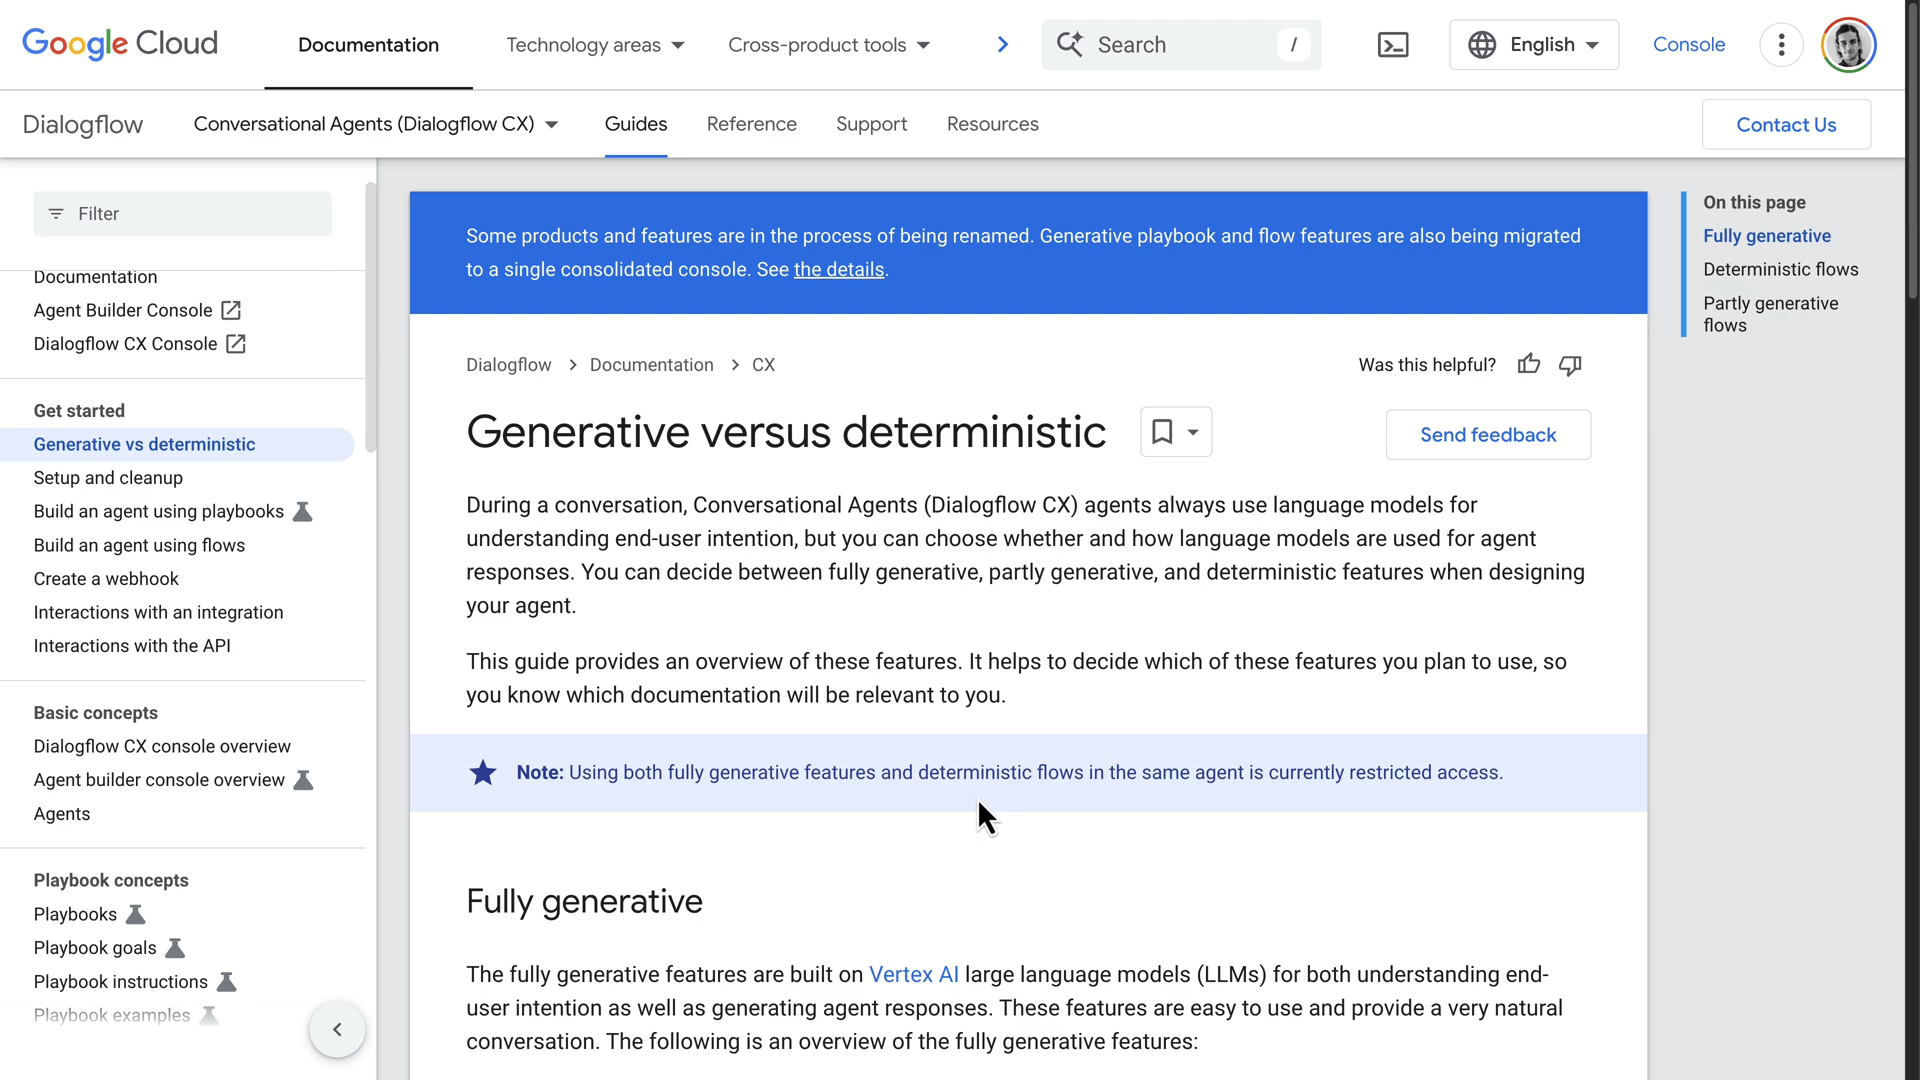 Google Cloud
Documentation
Technology areas
Cross-product tools
Search
/
English
Console
Dialogflow
Conversational Agents (Dialogflow CX)
Guides
Reference
Support
Resources
Contact Us
Filter
Documentation
Agent Builder Console
Dialogflow CX Console
Get started
Generative vs deterministic
Setup and cleanup
Build an agent using playbooks
Build an agent using flows
Create a webhook
Interactions with an integration
Interactions with the API
Basic concepts
Dialogflow CX console overview
Agent builder console overview
Agents
Playbook concepts
Playbooks
Playbook goals
Playbook instructions
Playbook examples
Some products and features are in the process of being renamed. Generative playbook and flow features are also being migrated
to a single consolidated console. See the details.
Dialogflow > Documentation > CX
Was this helpful?
Generative versus deterministic
Send feedback
During a conversation, Conversational Agents (Dialogflow CX) agents always use language models for
understanding end-user intention, but you can choose whether and how language models are used for agent
responses. You can decide between fully generative, partly generative, and deterministic features when designing
your agent.
This guide provides an overview of these features. It helps to decide which of these features you plan to use, so
you know which documentation will be relevant to you.
Note: Using both fully generative features and deterministic flows in the same agent is currently restricted access.
Fully generative
The fully generative features are built on Vertex AI large language models (LLMs) for both understanding end-
user intention as well as generating agent responses. These features are easy to use and provide a very natural
conversation. The following is an overview of the fully generative features:
On this page
Fully generative
Deterministic flows
Partly generative
flows